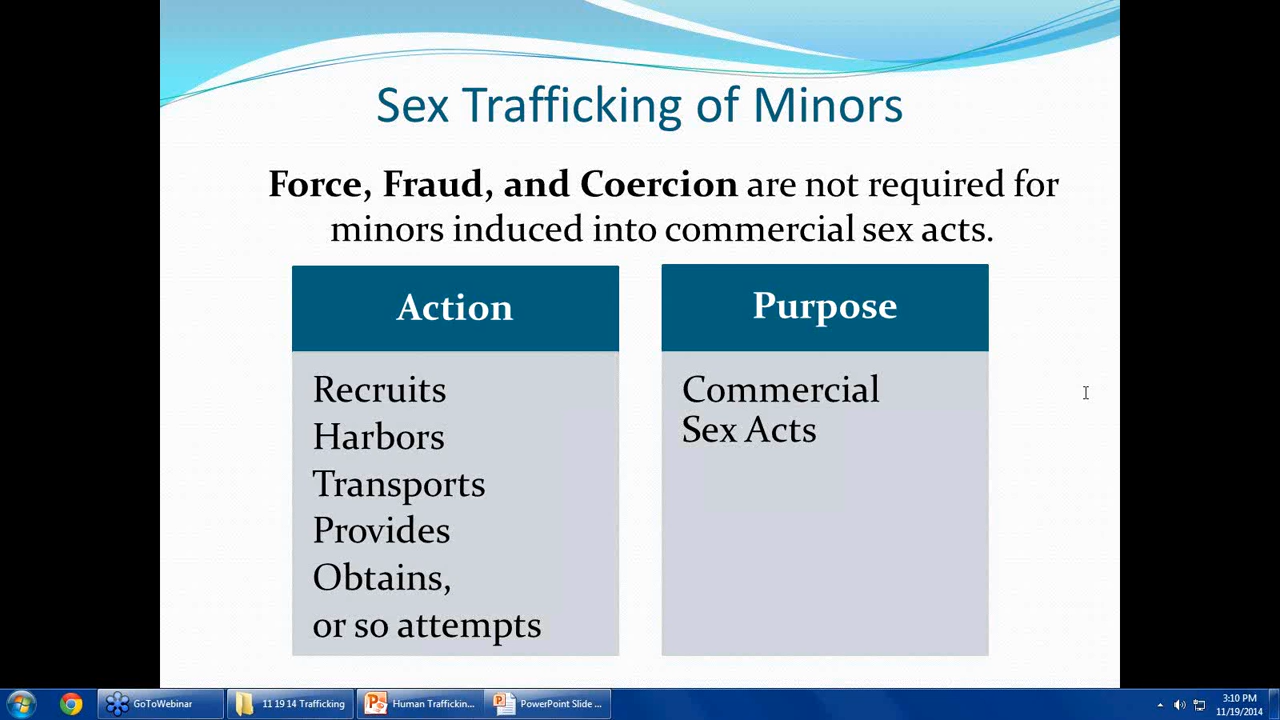 Sex Trafficking of Minors
Force, Fraud, and Coercion are not required for
minors induced into commercial sex acts.
Action
Recruits
Harbors
Transports
Provides
Obtains,
or so attempts
Purpose
Commercial
Sex Acts
GoToWebinar
11 19 14 Trafficking
Human Traffickin...
PowerPoint Slide ...
3:10 PM
11/19/2014